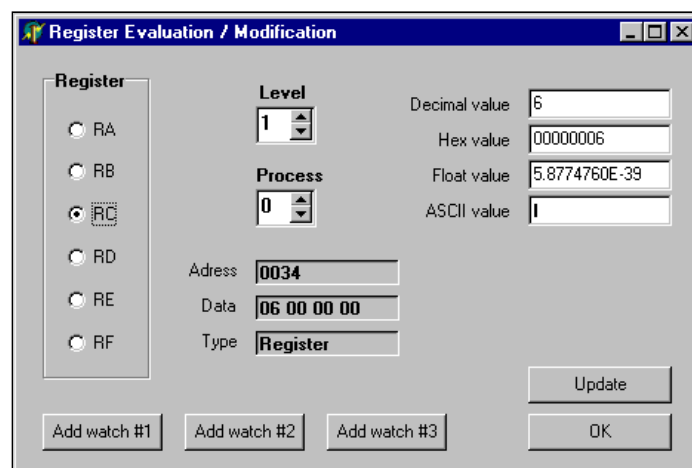 Register Evaluation / Modification
Register
RA
RB
RC
RD
RE
RF
Level
1
Process
0
Decimal value 6
Hex value 00000006
Float value 5.8774760E-39
ASCII value
Adress 0034
Data 06 00 00 00
Type Register
Update
Add watch #1 Add watch #2 Add watch #3 OK